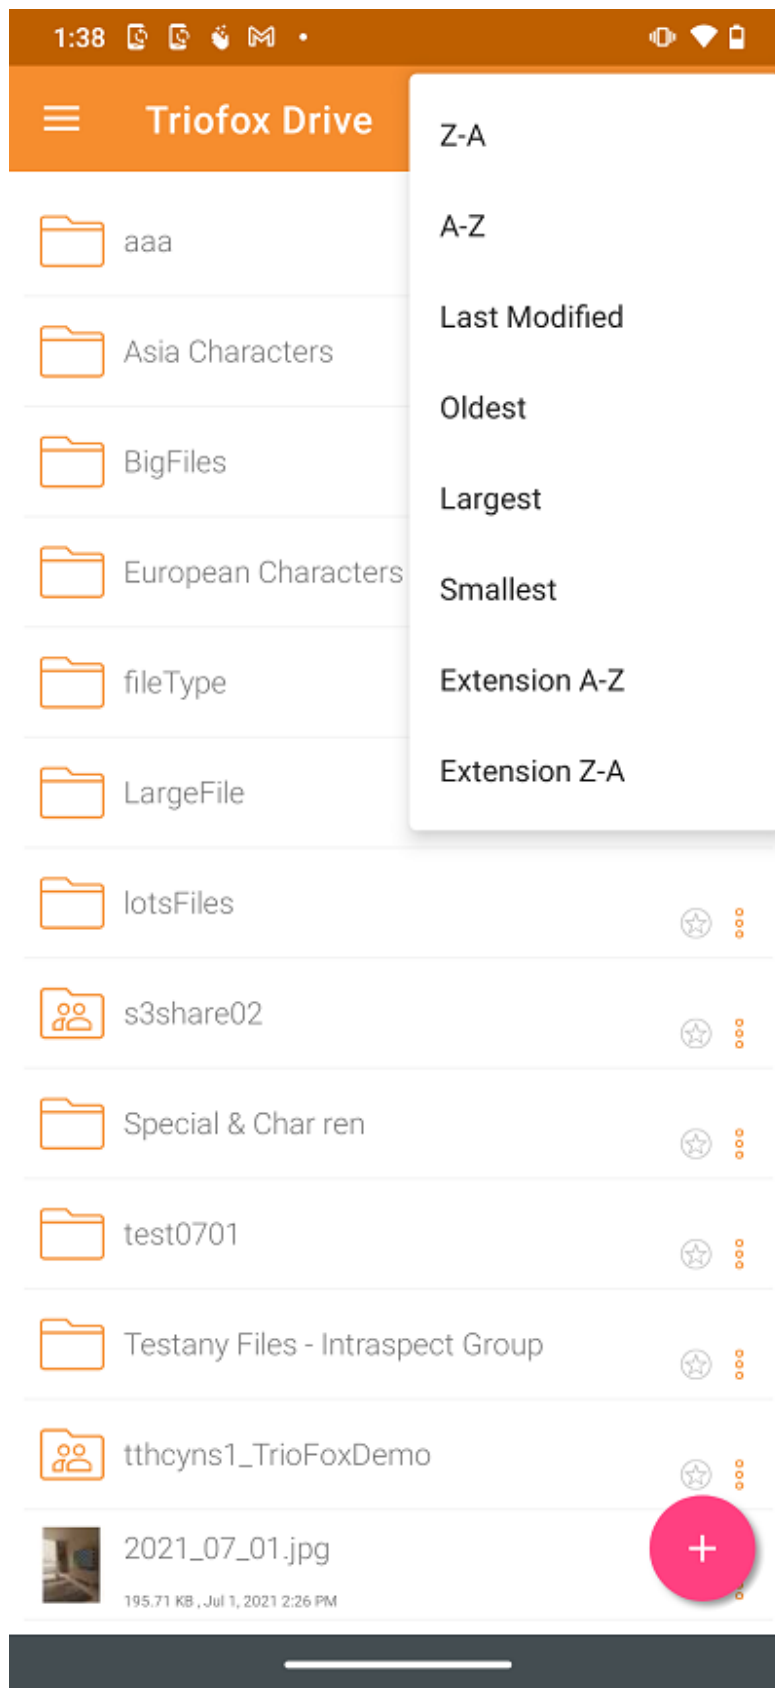 1:38
Triofox Drive
Z-A
A-Z
Last Modified
Oldest
Largest
Smallest
Extension A-Z
Extension Z-A
aaa
Asia Characters
BigFiles
European Characters
fileType
LargeFile
lotsFiles
s3share02
Special & Char ren
test0701
Testany Files - Intraspect Group
tthcyns1_TrioFoxDemo
2021_07_01.jpg
195.71 KB , Jul 1, 2021 2:26 PM